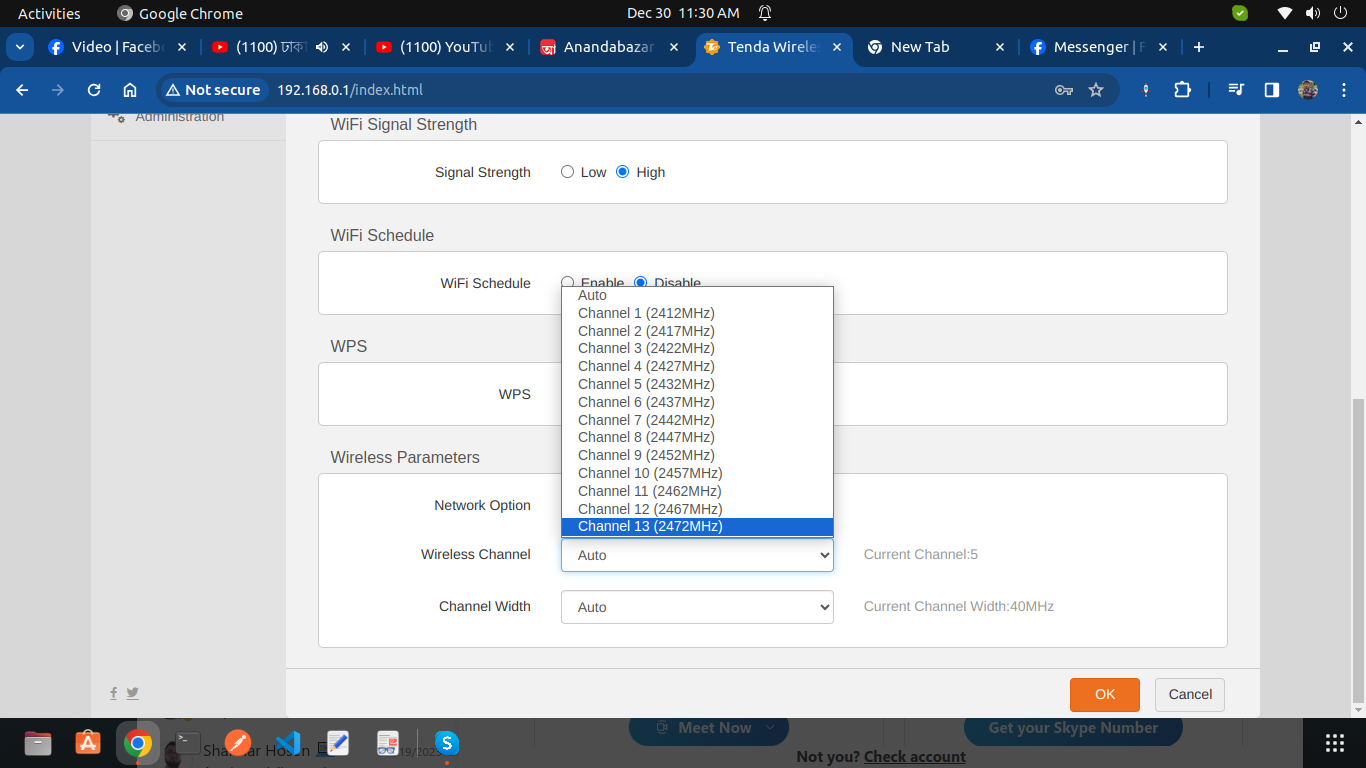 Activities Google Chrome Dec 30 11:30 AM
Video | Faceb (1100) ঢাকা (1100) YouTu Anandabazar Tenda Wirele New Tab Messenger | F
Not secure 192.168.0.1/index.html
Administration
WiFi Signal Strength
Signal Strength Low High
WiFi Schedule
WiFi Schedule Enable Disable
Auto
Channel 1 (2412MHz)
Channel 2 (2417MHz)
Channel 3 (2422MHz)
Channel 4 (2427MHz)
Channel 5 (2432MHz)
Channel 6 (2437MHz)
Channel 7 (2442MHz)
Channel 8 (2447MHz)
Channel 9 (2452MHz)
Channel 10 (2457MHz)
Channel 11 (2462MHz)
Channel 12 (2467MHz)
Channel 13 (2472MHz)
WPS
WPS
Wireless Parameters
Network Option
Wireless Channel Auto Current Channel:5
Channel Width Auto Current Channel Width:40MHz
OK Cancel
Meet Now Get your Skype Number
Not you? Check account